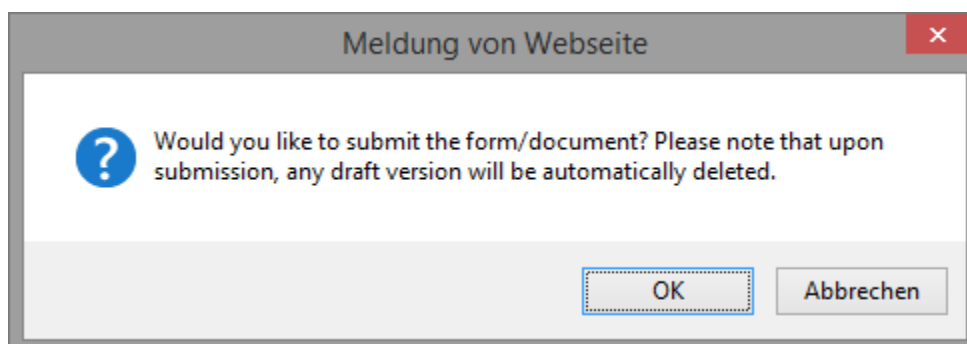 Meldung von Webseite
Would you like to submit the form/document? Please note that upon
submission, any draft version will be automatically deleted.
OK
Abbrechen